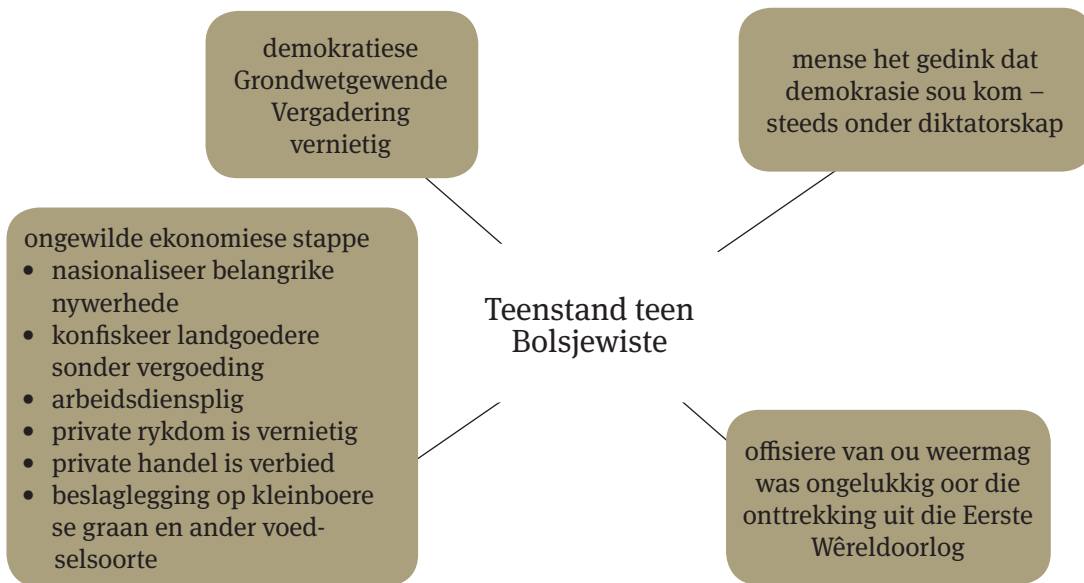 demokratiese
Grondwetgewende
Vergadering
vernietig
mense het gedink dat
demokrasie sou kom –
steeds onder diktatorskap
ongewilde ekonomiese stappe
• nasionaliseer belangrike
nywerhede
• konfiskeer landgoedere
sonder vergoeding
• arbeidsdiensplig
• private rykdom is vernietig
• private handel is verbied
• beslaglegging op kleinboere
se graan en ander voed-
selsoorte
Teenstand teen
Bolsjewiste
offisiere van ou weermag
was ongelukkig oor die
onttrekking uit die Eerste
Wêreldoorlog